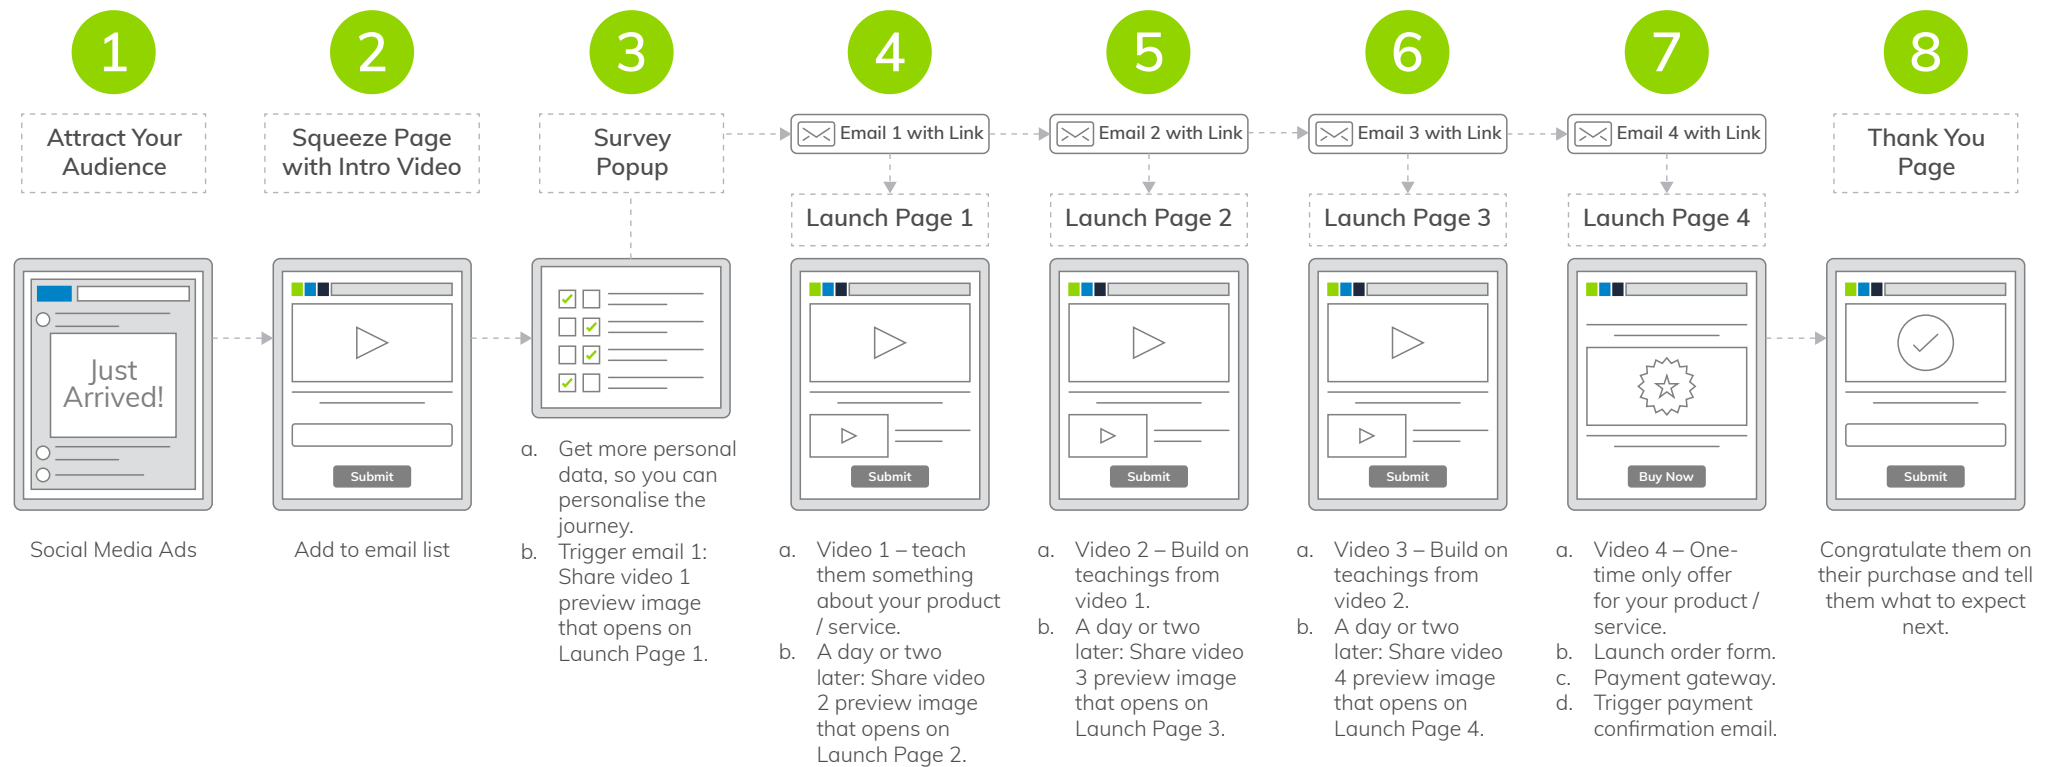 1
Attract Your
Audience
Just
Arrived!
Social Media Ads
2
Squeeze Page
with Intro Video
Submit
Add to email list
3
Survey
Popup
a. Get more personal
data, so you can
personalise the
journey.
b. Trigger email 1:
Share video 1
preview image
that opens on
Launch Page 1.
4
Email 1 with Link
Launch Page 1
Submit
a. Video 1 – teach
them something
about your product
/ service.
b. A day or two
later: Share video
2 preview image
that opens on
Launch Page 2.
5
Email 2 with Link
Launch Page 2
Submit
a. Video 2 – Build on
teachings from
video 1.
b. A day or two
later: Share video
3 preview image
that opens on
Launch Page 3.
6
Email 3 with Link
Launch Page 3
Submit
a. Video 3 – Build on
teachings from
video 2.
b. A day or two
later: Share video
4 preview image
that opens on
Launch Page 4.
7
Email 4 with Link
Launch Page 4
Buy Now
a. Video 4 – One-
time only offer
for your product /
service.
b. Launch order form.
c. Payment gateway.
d. Trigger payment
confirmation email.
8
Thank You
Page
Submit
Congratulate them on
their purchase and tell
them what to expect
next.